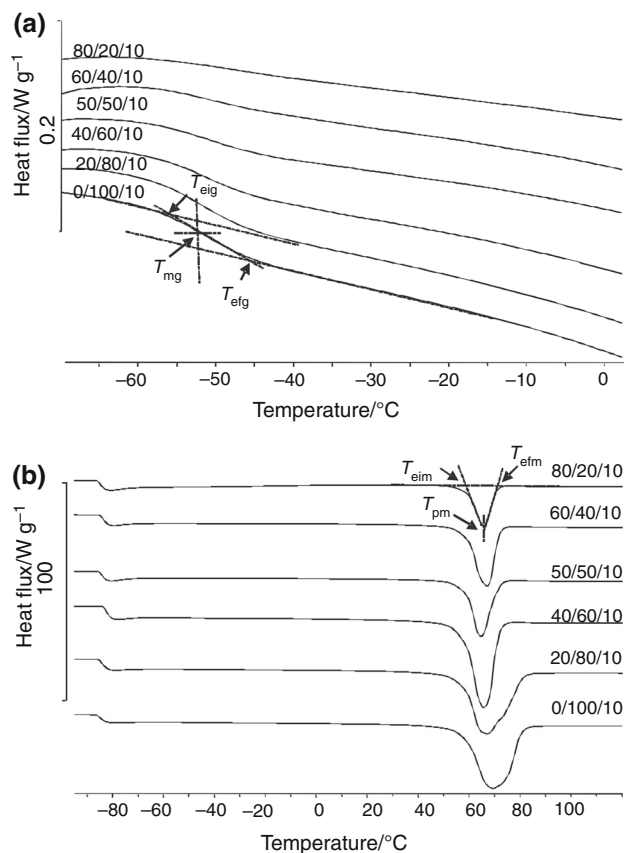 (a)
Heat flux/W g⁻¹
0.2
80/20/10
60/40/10
50/50/10
40/60/10
20/80/10
0/100/10
Teig
Tmg
Tefg
−60 −50 −40 −30 −20 −10 0
Temperature/°C
(b)
Heat flux/W g⁻¹
100
Teim
Tefm
Tpm
80/20/10
60/40/10
50/50/10
40/60/10
20/80/10
0/100/10
−80 −60 −40 −20 0 20 40 60 80 100
Temperature/°C